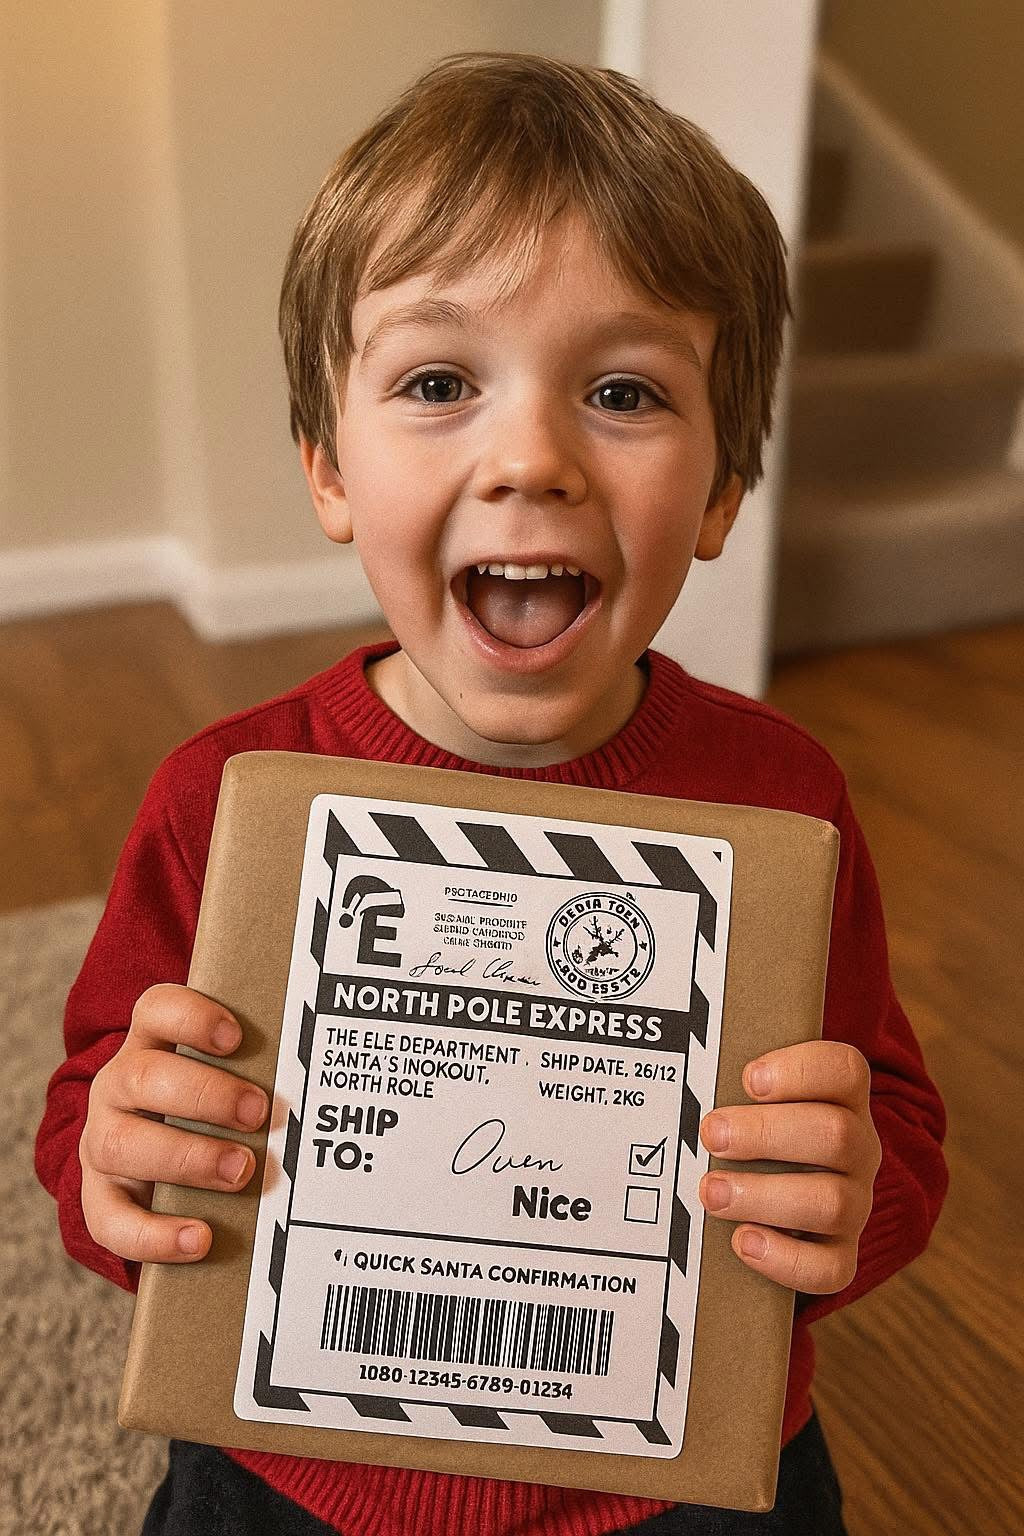 E
PSCTACEDHIO
NORTH POLE EXPRESS
THE ELE DEPARTMENT . SHIP DATE, 26/12
SANTA'S INOKOUT,
NORTH ROLE WEIGHT, 2KG
SHIP
TO: Owen
Nice
QUICK SANTA CONFIRMATION
1080-12345-6789-01234